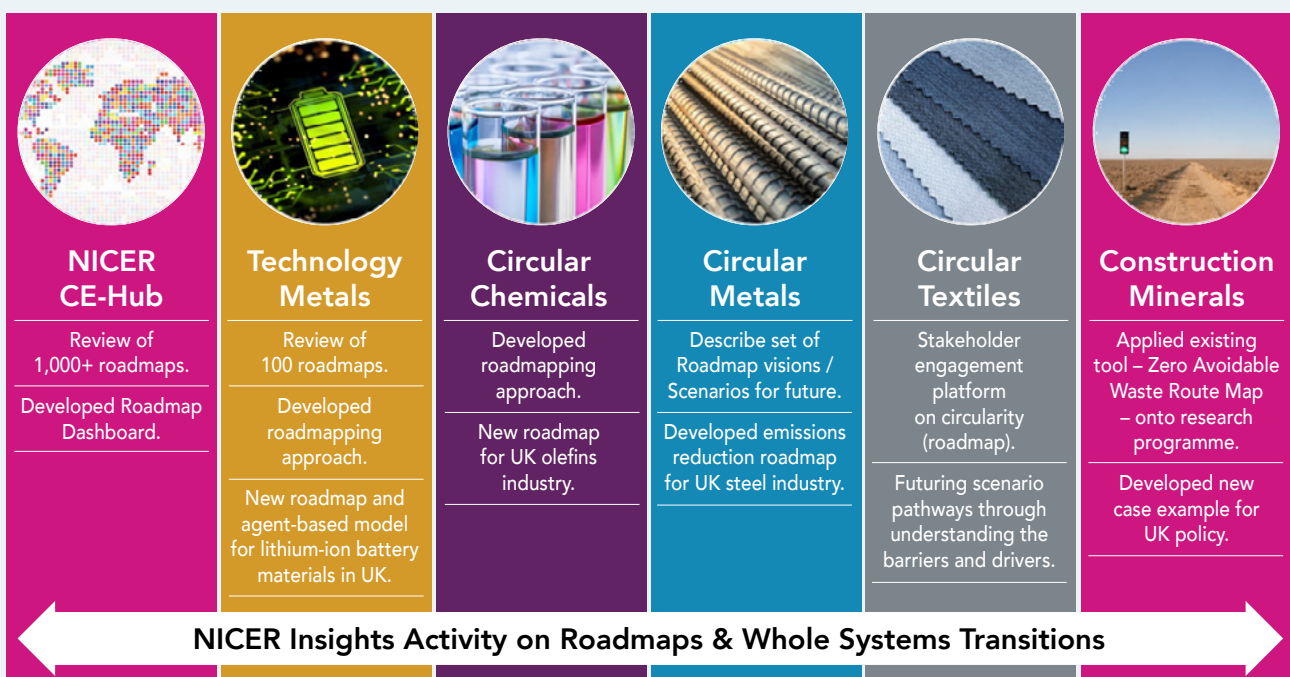 NICER
CE-Hub
Review of
1,000+ roadmaps.
Developed Roadmap
Dashboard.
Technology
Metals
Review of
100 roadmaps.
Developed
roadmapping
approach.
New roadmap and
agent-based model
for lithium-ion battery
materials in UK.
Circular
Chemicals
Developed
roadmapping
approach.
New roadmap
for UK olefins
industry.
Circular
Metals
Describe set of
Roadmap visions /
Scenarios for future.
Developed emissions
reduction roadmap
for UK steel industry.
Circular
Textiles
Stakeholder
engagement
platform
on circularity
(roadmap).
Futuring scenario
pathways through
understanding the
barriers and drivers.
Construction
Minerals
Applied existing
tool – Zero Avoidable
Waste Route Map
– onto research
programme.
Developed new
case example for
UK policy.
NICER Insights Activity on Roadmaps & Whole Systems Transitions